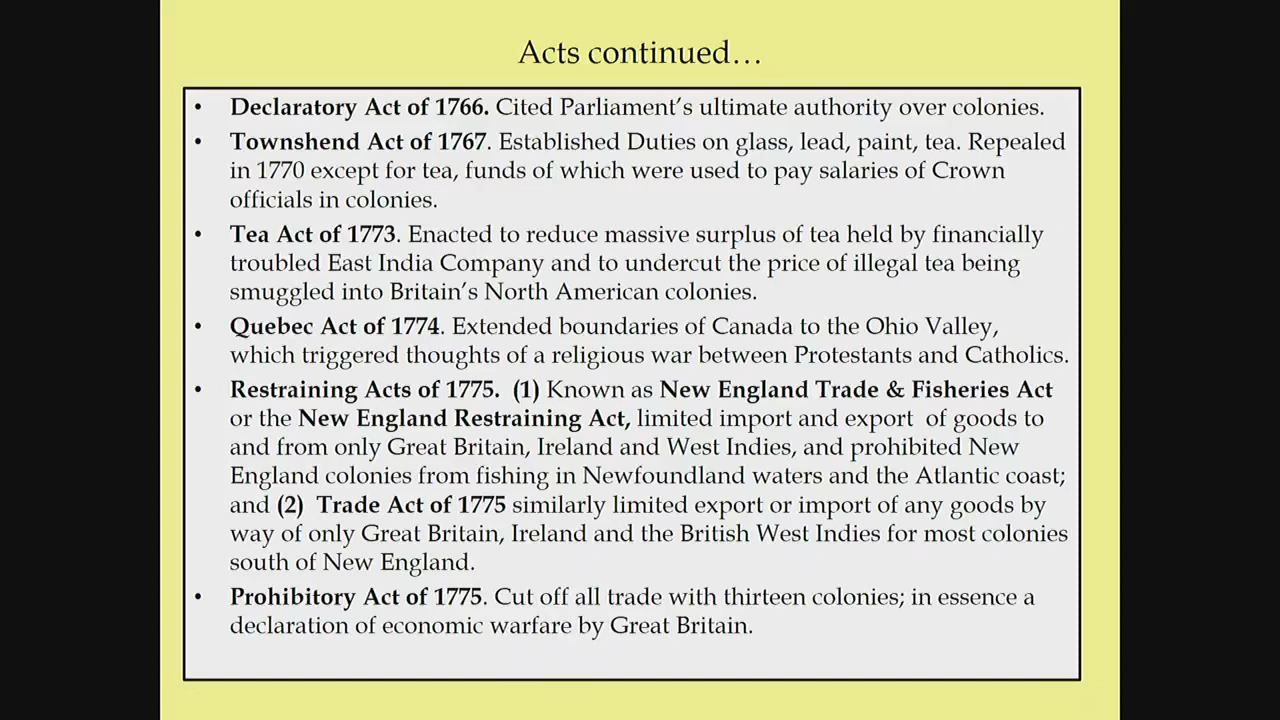 Acts continued…
• Declaratory Act of 1766. Cited Parliament's ultimate authority over colonies.
• Townshend Act of 1767. Established Duties on glass, lead, paint, tea. Repealed
in 1770 except for tea, funds of which were used to pay salaries of Crown
officials in colonies.
• Tea Act of 1773. Enacted to reduce massive surplus of tea held by financially
troubled East India Company and to undercut the price of illegal tea being
smuggled into Britain's North American colonies.
• Quebec Act of 1774. Extended boundaries of Canada to the Ohio Valley,
which triggered thoughts of a religious war between Protestants and Catholics.
• Restraining Acts of 1775. (1) Known as New England Trade & Fisheries Act
or the New England Restraining Act, limited import and export of goods to
and from only Great Britain, Ireland and West Indies, and prohibited New
England colonies from fishing in Newfoundland waters and the Atlantic coast;
and (2) Trade Act of 1775 similarly limited export or import of any goods by
way of only Great Britain, Ireland and the British West Indies for most colonies
south of New England.
• Prohibitory Act of 1775. Cut off all trade with thirteen colonies; in essence a
declaration of economic warfare by Great Britain.